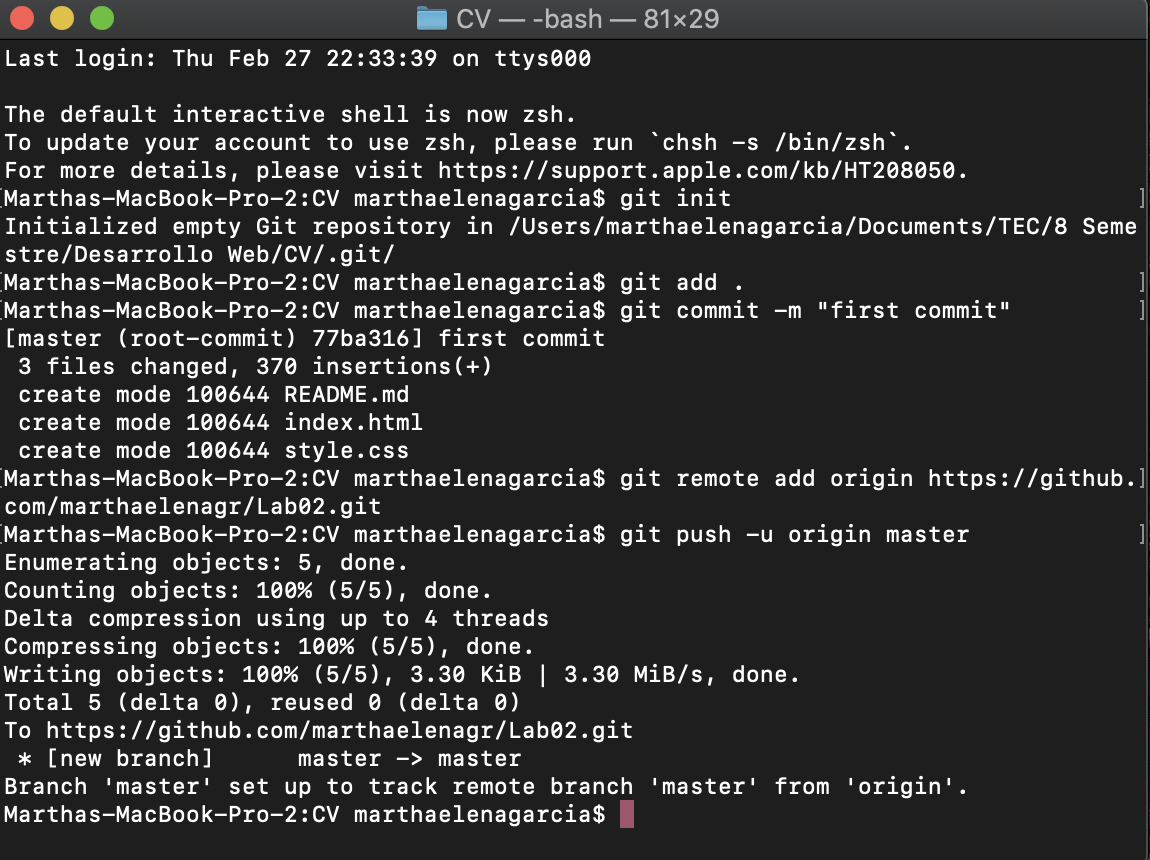 CV — -bash — 81×29
Last login: Thu Feb 27 22:33:39 on ttys000
The default interactive shell is now zsh.
To update your account to use zsh, please run `chsh -s /bin/zsh`.
For more details, please visit https://support.apple.com/kb/HT208050.
[Marthas-MacBook-Pro-2:CV marthaelenagarcia$ git init ]
Initialized empty Git repository in /Users/marthaelenagarcia/Documents/TEC/8 Seme
stre/Desarrollo Web/CV/.git/
[Marthas-MacBook-Pro-2:CV marthaelenagarcia$ git add . ]
[Marthas-MacBook-Pro-2:CV marthaelenagarcia$ git commit -m "first commit" ]
[master (root-commit) 77ba316] first commit
 3 files changed, 370 insertions(+)
 create mode 100644 README.md
 create mode 100644 index.html
 create mode 100644 style.css
[Marthas-MacBook-Pro-2:CV marthaelenagarcia$ git remote add origin https://github.]
com/marthaelenagr/Lab02.git
[Marthas-MacBook-Pro-2:CV marthaelenagarcia$ git push -u origin master ]
Enumerating objects: 5, done.
Counting objects: 100% (5/5), done.
Delta compression using up to 4 threads
Compressing objects: 100% (5/5), done.
Writing objects: 100% (5/5), 3.30 KiB | 3.30 MiB/s, done.
Total 5 (delta 0), reused 0 (delta 0)
To https://github.com/marthaelenagr/Lab02.git
 * [new branch]      master -> master
Branch 'master' set up to track remote branch 'master' from 'origin'.
Marthas-MacBook-Pro-2:CV marthaelenagarcia$